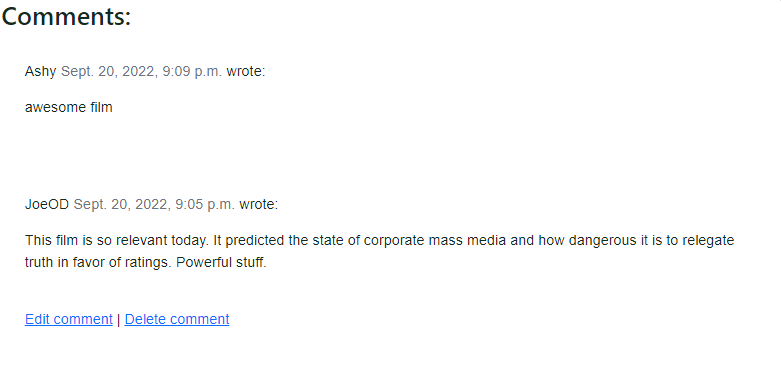 Comments:
Ashy Sept. 20, 2022, 9:09 p.m. wrote:
awesome film
JoeOD Sept. 20, 2022, 9:05 p.m. wrote:
This film is so relevant today. It predicted the state of corporate mass media and how dangerous it is to relegate
truth in favor of ratings. Powerful stuff.
Edit comment | Delete comment